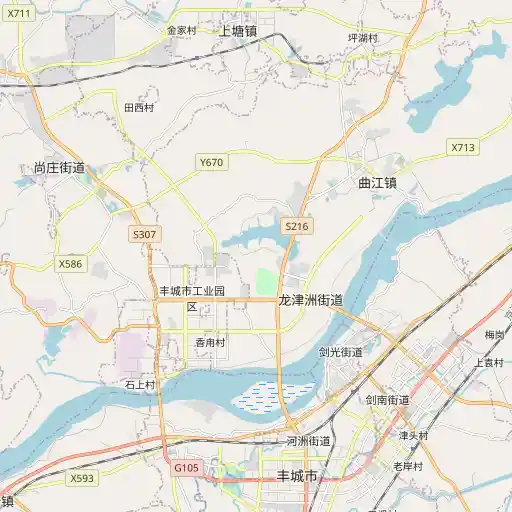 X711
金家村
上塘镇
坪湖村
田西村
X713
Y670
尚庄街道
曲江镇
S216
S307
X586
丰城市工业园
区
龙津洲街道
梅岗
香冉村
剑光街道
上袁村
石上村
剑南街道
津头村
河洲街道
G105
老岸村
X593
丰城市
镇